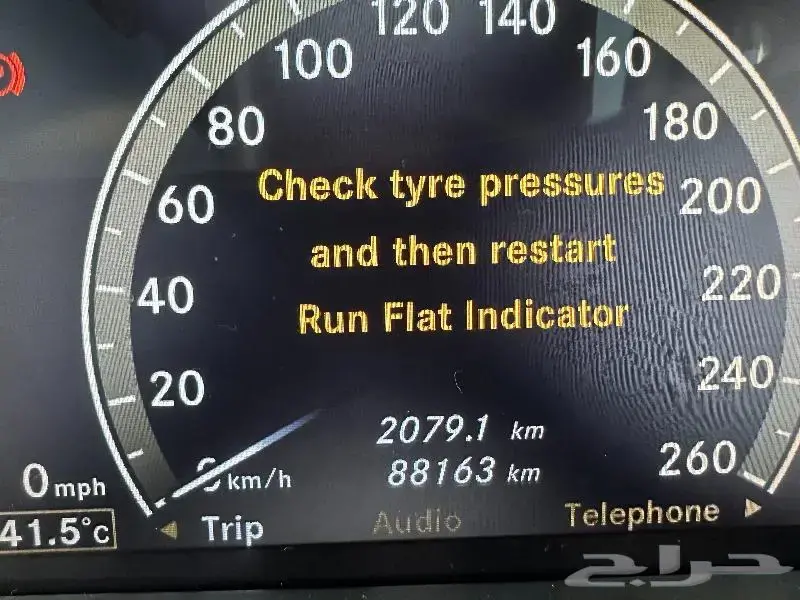 120 140
100 160
80 180
Check tyre pressures
60 200
and then restart
40 220
Run Flat Indicator
20 240
2079.1 km
88163 km
260
0 mph
km/h
41.5°C
Trip Audio Telephone
حراج